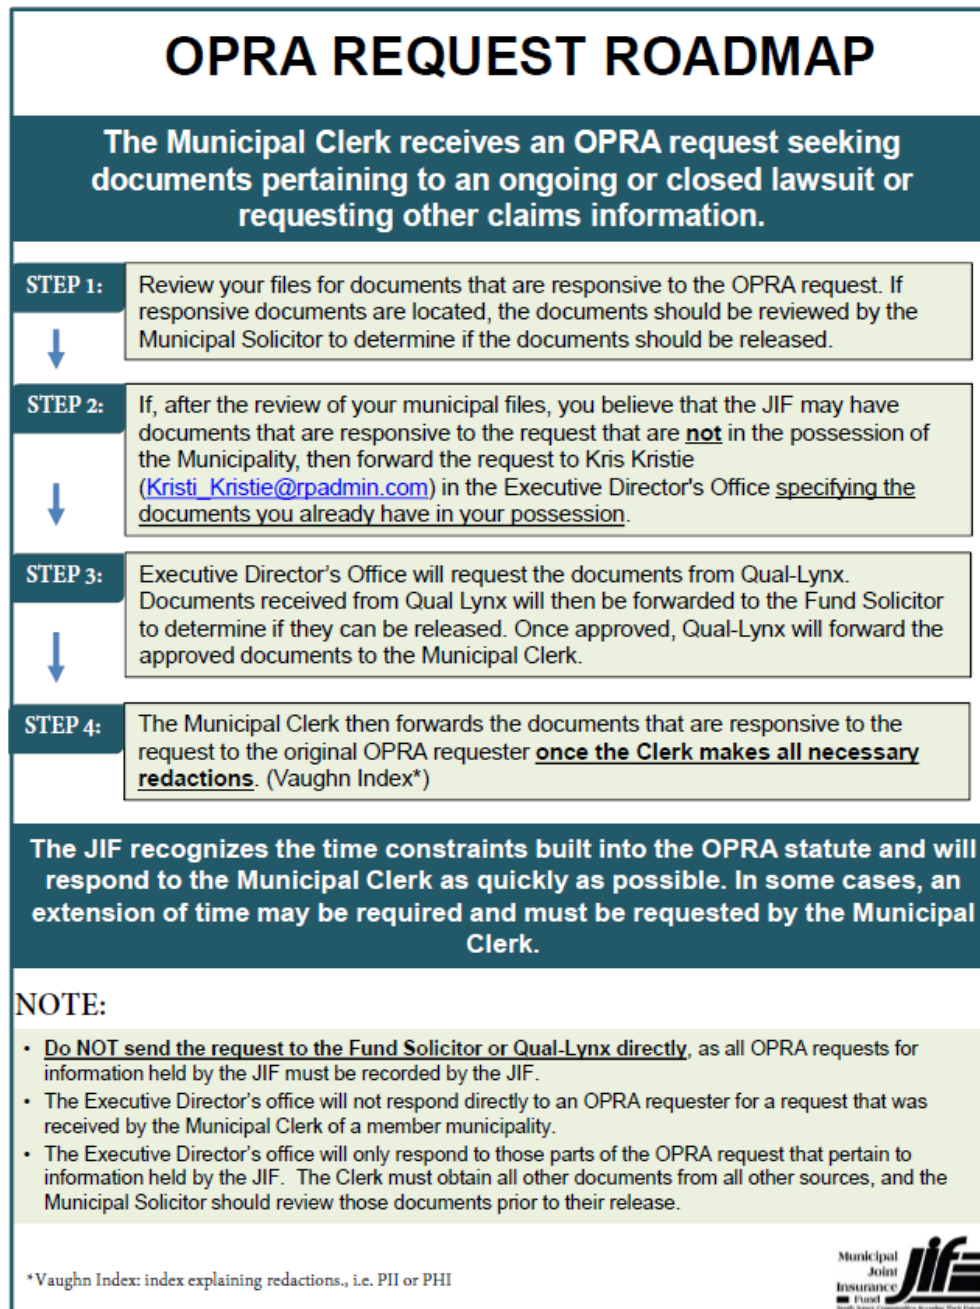 OPRA REQUEST ROADMAP
The Municipal Clerk receives an OPRA request seeking
documents pertaining to an ongoing or closed lawsuit or
requesting other claims information.
STEP 1:
Review your files for documents that are responsive to the OPRA request. If
responsive documents are located, the documents should be reviewed by the
Municipal Solicitor to determine if the documents should be released.
STEP 2:
If, after the review of your municipal files, you believe that the JIF may have
documents that are responsive to the request that are not in the possession of
the Municipality, then forward the request to Kris Kristie
(Kristi_Kristie@rpadmin.com) in the Executive Director's Office specifying the
documents you already have in your possession.
STEP 3:
Executive Director's Office will request the documents from Qual-Lynx.
Documents received from Qual Lynx will then be forwarded to the Fund Solicitor
to determine if they can be released. Once approved, Qual-Lynx will forward the
approved documents to the Municipal Clerk.
STEP 4:
The Municipal Clerk then forwards the documents that are responsive to the
request to the original OPRA requester once the Clerk makes all necessary
redactions. (Vaughn Index*)
The JIF recognizes the time constraints built into the OPRA statute and will
respond to the Municipal Clerk as quickly as possible. In some cases, an
extension of time may be required and must be requested by the Municipal
Clerk.
NOTE:
• Do NOT send the request to the Fund Solicitor or Qual-Lynx directly, as all OPRA requests for
information held by the JIF must be recorded by the JIF.
• The Executive Director's office will not respond directly to an OPRA requester for a request that was
received by the Municipal Clerk of a member municipality.
• The Executive Director's office will only respond to those parts of the OPRA request that pertain to
information held by the JIF.  The Clerk must obtain all other documents from all other sources, and the
Municipal Solicitor should review those documents prior to their release.
*Vaughn Index: index explaining redactions., i.e. PII or PHI
Municipal
Joint
Insurance
Fund
jif